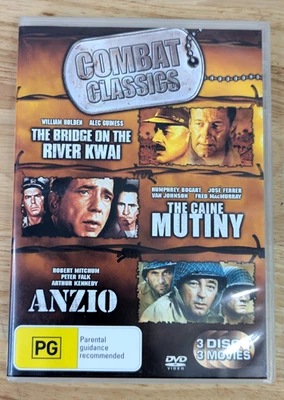 COMBAT
CLASSICS
WILLIAM HOLDEN ALEC GUINESS
THE BRIDGE ON THE
RIVER KWAI
HUMPHREY BOGART JOSE FERRER
VAN JOHNSON FRED MACMURRAY
THE CAINE
MUTINY
ROBERT MITCHUM
PETER FALK
ARTHUR KENNEDY
ANZIO
PG
Parental
guidance
recommended
DVD
VIDEO
3 DISCS
3 MOVIES